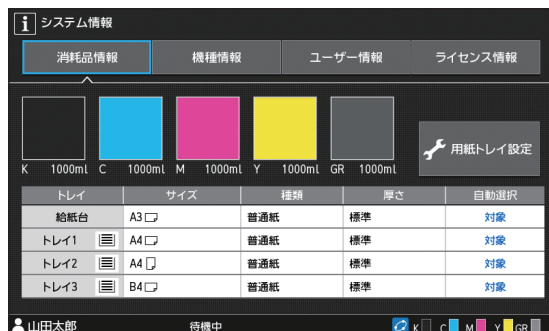 システム情報
消耗品情報 機種情報 ユーザー情報 ライセンス情報
K 1000ml C 1000ml M 1000ml Y 1000ml GR 1000ml
用紙トレイ設定
トレイ サイズ 種類 厚さ 自動選択
給紙台 A3 普通紙 標準 対象
トレイ1 A4 普通紙 標準 対象
トレイ2 A4 普通紙 標準 対象
トレイ3 B4 普通紙 標準 対象
山田太郎 待機中 K C M Y GR